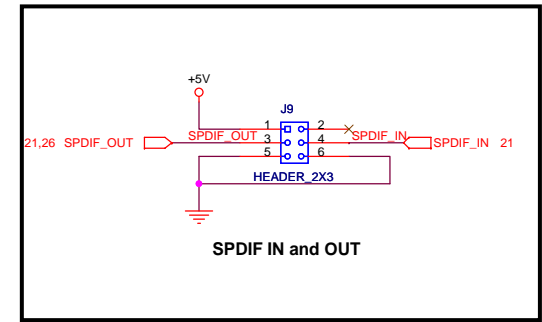 +5V
J9
1 2
21,26 SPDIF_OUT SPDIF_OUT 3 4 SPDIF_IN SPDIF_IN 21
5 6
HEADER_2X3
SPDIF IN and OUT